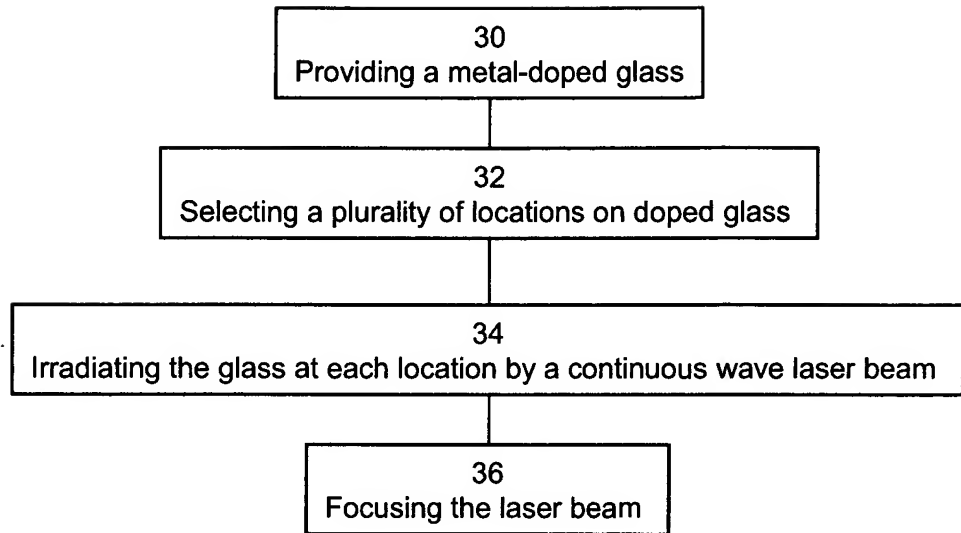 30
Providing a metal-doped glass
32
Selecting a plurality of locations on doped glass
34
Irradiating the glass at each location by a continuous wave laser beam
36
Focusing the laser beam